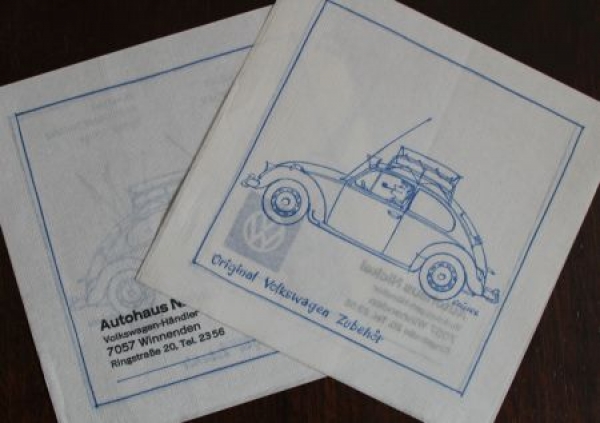 Original Volkswagen Zubehör
Autohaus N
Volkswagen-Händler
7057 Winnenden
Ringstraße 20, Tel. 2356